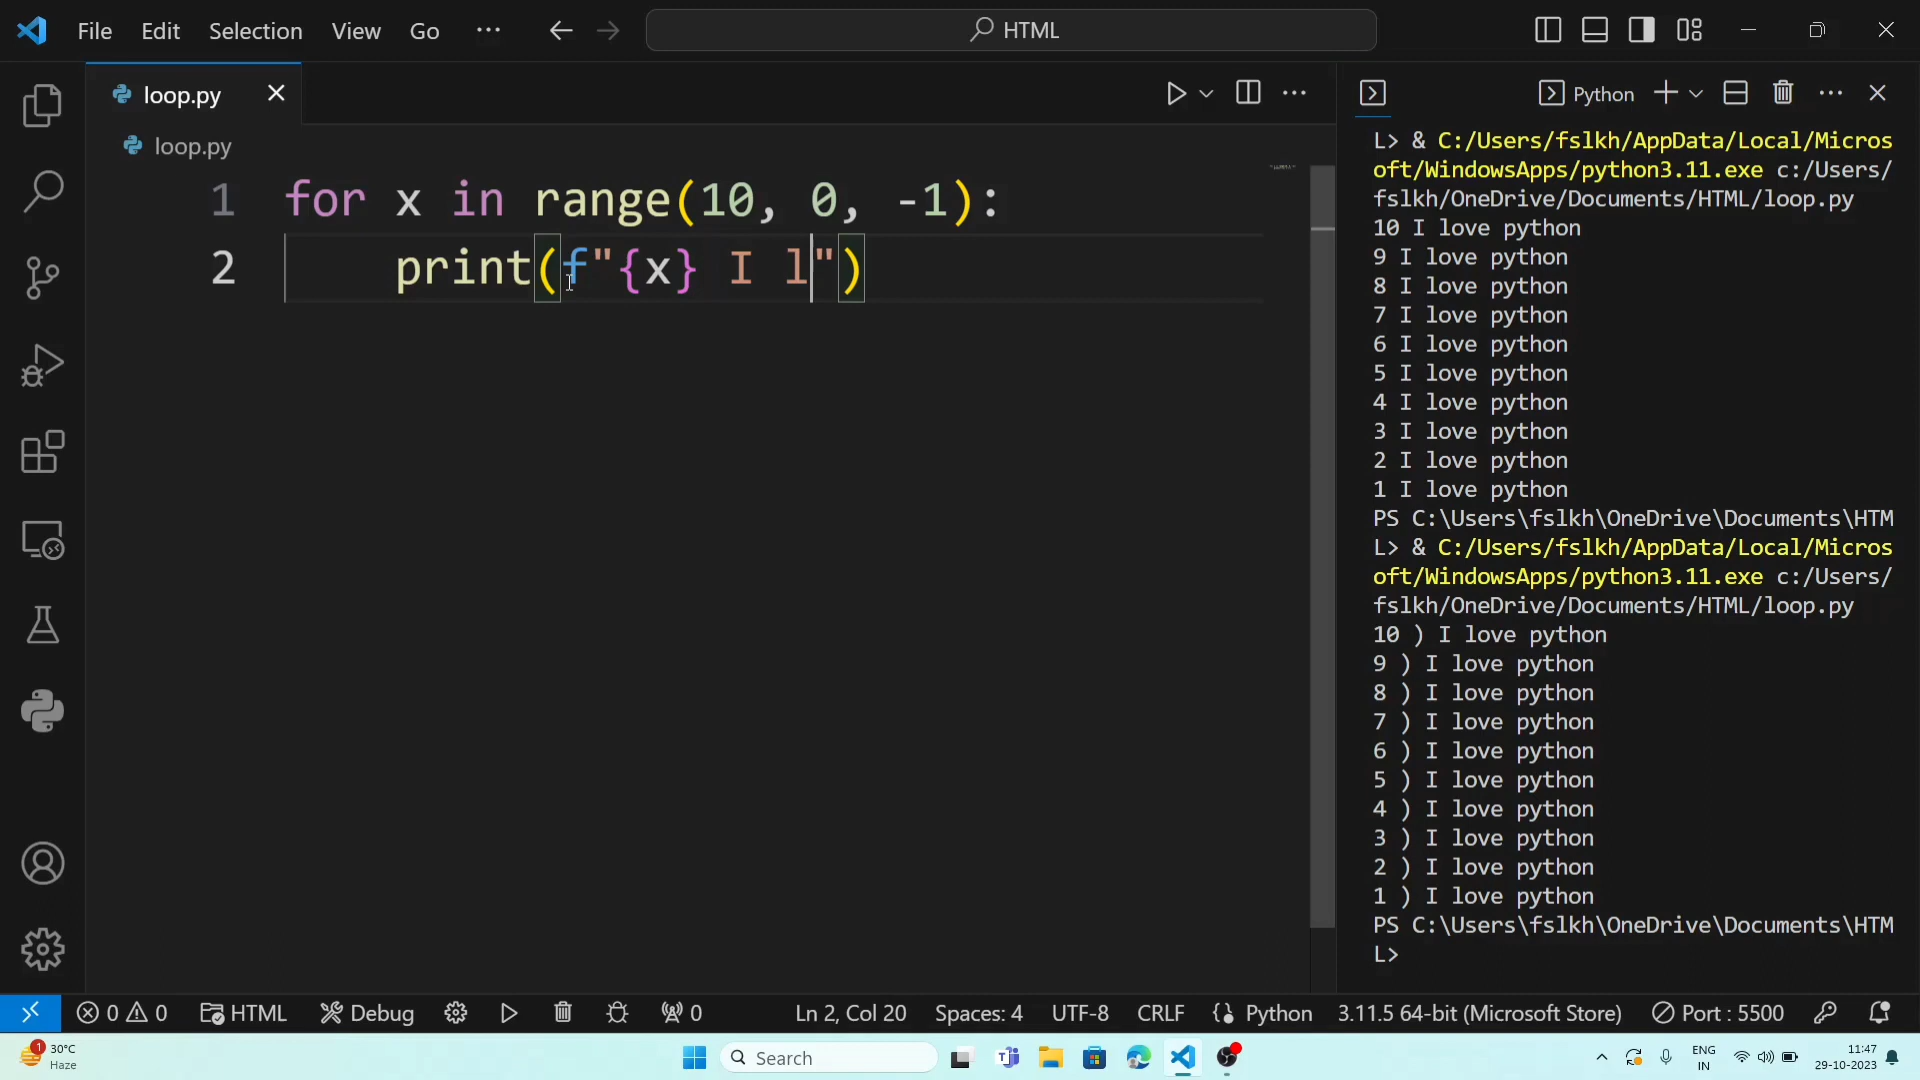 File Edit Selection View Go ··· HTML
loop.py
loop.py
1 for x in range(10, 0, -1):
2 print(f"{x} I l")
Python
L> & C:/Users/fslkh/AppData/Local/Micros
oft/WindowsApps/python3.11.exe c:/Users/
fslkh/OneDrive/Documents/HTML/loop.py
10 I love python
9 I love python
8 I love python
7 I love python
6 I love python
5 I love python
4 I love python
3 I love python
2 I love python
1 I love python
PS C:\Users\fslkh\OneDrive\Documents\HTM
L> & C:/Users/fslkh/AppData/Local/Micros
oft/WindowsApps/python3.11.exe c:/Users/
fslkh/OneDrive/Documents/HTML/loop.py
10 ) I love python
9 ) I love python
8 ) I love python
7 ) I love python
6 ) I love python
5 ) I love python
4 ) I love python
3 ) I love python
2 ) I love python
1 ) I love python
PS C:\Users\fslkh\OneDrive\Documents\HTM
L>
0 0 HTML Debug 0 Ln 2, Col 20 Spaces: 4 UTF-8 CRLF {} Python 3.11.5 64-bit (Microsoft Store) Port : 5500
1 30°C
Haze
Search
ENG
IN
11:47
29-10-2023